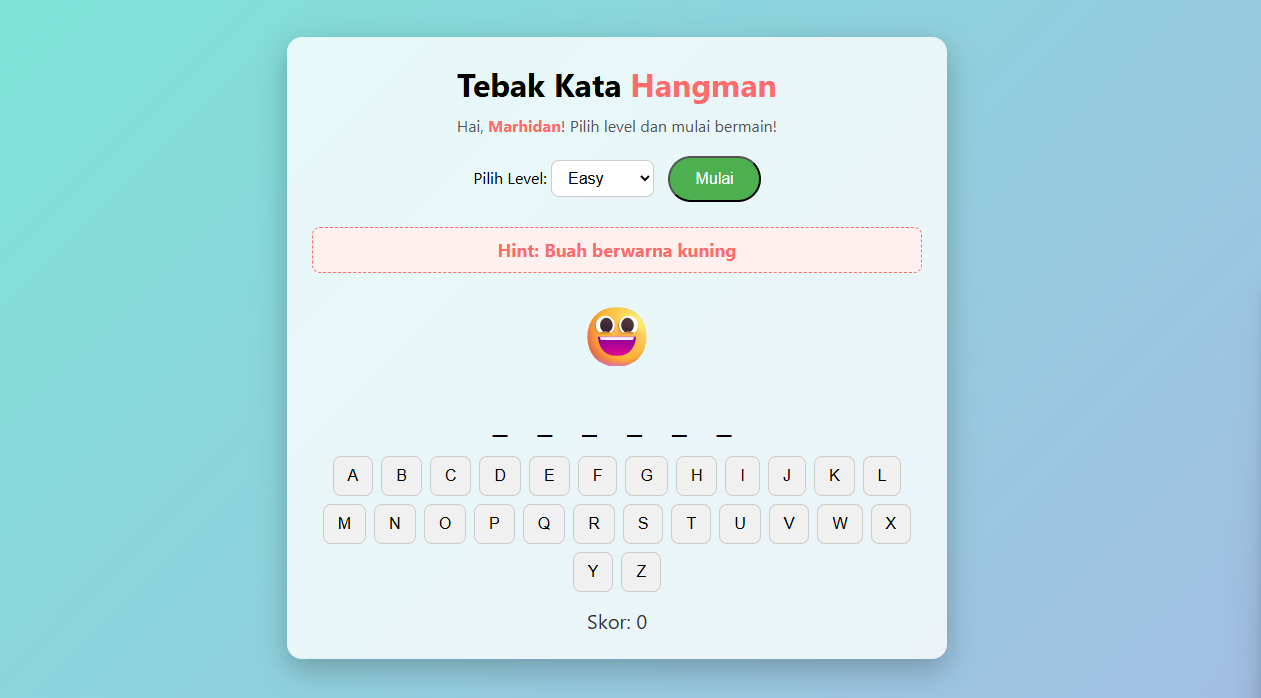 Tebak Kata Hangman
Hai, Marhidan! Pilih level dan mulai bermain!
Pilih Level: Easy Mulai
Hint: Buah berwarna kuning
_ _ _ _ _ _
A B C D E F G H I J K L
M N O P Q R S T U V W X
Y Z
Skor: 0